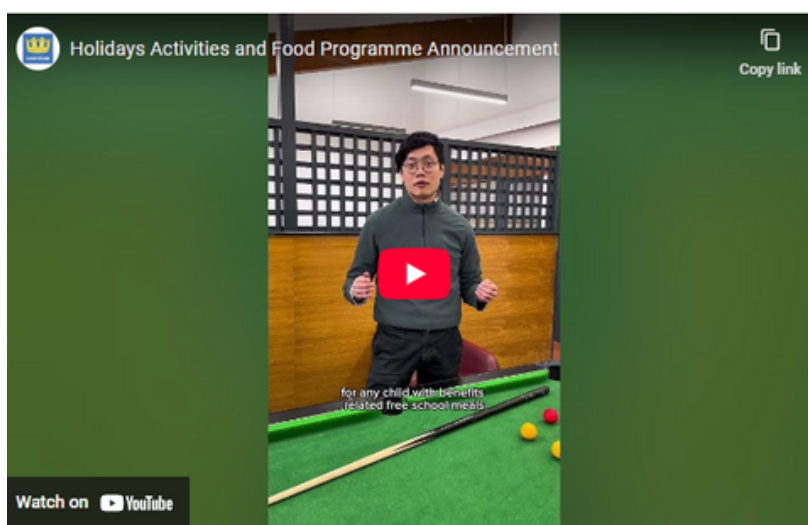 Holidays Activities and Food Programme Announcement
Copy link
for any child with benefits
related free school meals
Watch on YouTube